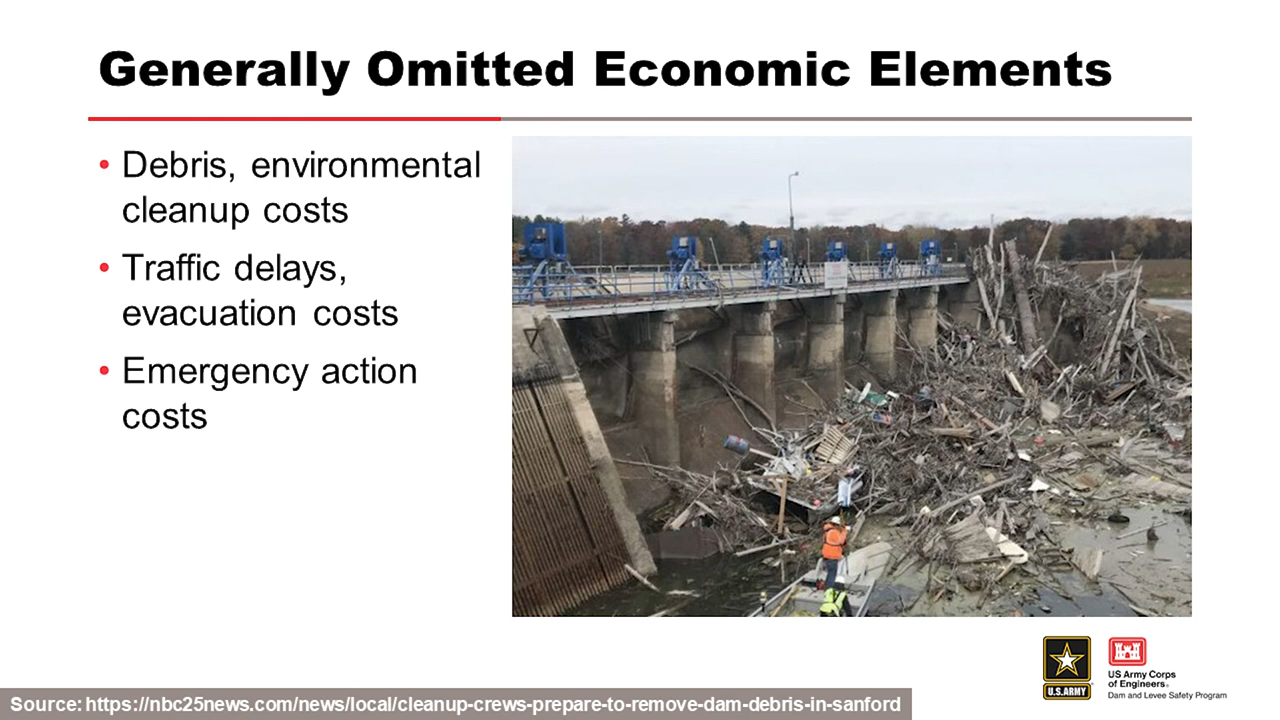 Generally Omitted Economic Elements
• Debris, environmental
cleanup costs
• Traffic delays,
evacuation costs
• Emergency action
costs
U.S.ARMY
US Army Corps
of Engineers®
Dam and Levee Safety Program
Source: https://nbc25news.com/news/local/cleanup-crews-prepare-to-remove-dam-debris-in-sanford